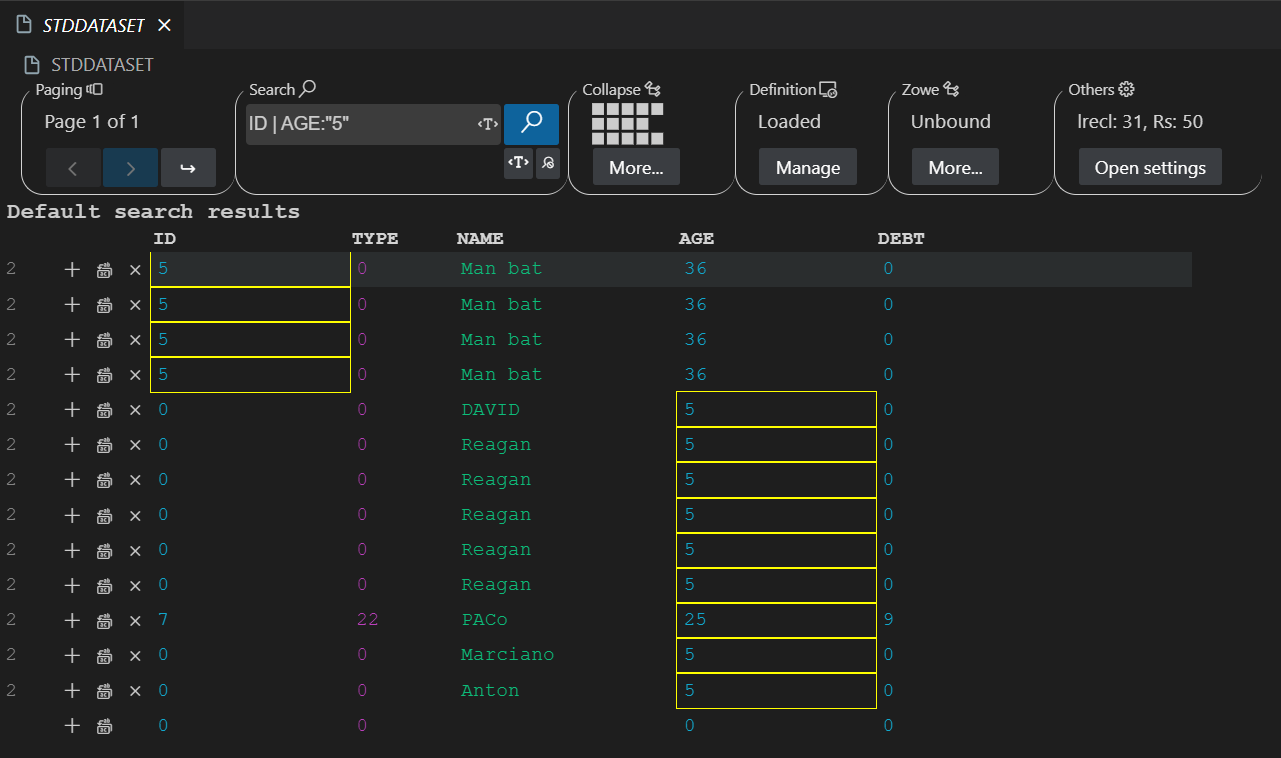 STDDATASET
STDDATASET
Paging Search Collapse Definition Zowe Others
Page 1 of 1 ID | AGE:"5" <T> Loaded Unbound lrecl: 31, Rs: 50
<T> More... Manage More... Open settings
Default search results
ID TYPE NAME AGE DEBT
2 5 0 Man bat 36 0
2 5 0 Man bat 36 0
2 5 0 Man bat 36 0
2 5 0 Man bat 36 0
2 0 0 DAVID 5 0
2 0 0 Reagan 5 0
2 0 0 Reagan 5 0
2 0 0 Reagan 5 0
2 0 0 Reagan 5 0
2 0 0 Reagan 5 0
2 7 22 PACo 25 9
2 0 0 Marciano 5 0
2 0 0 Anton 5 0
0 0 0 0